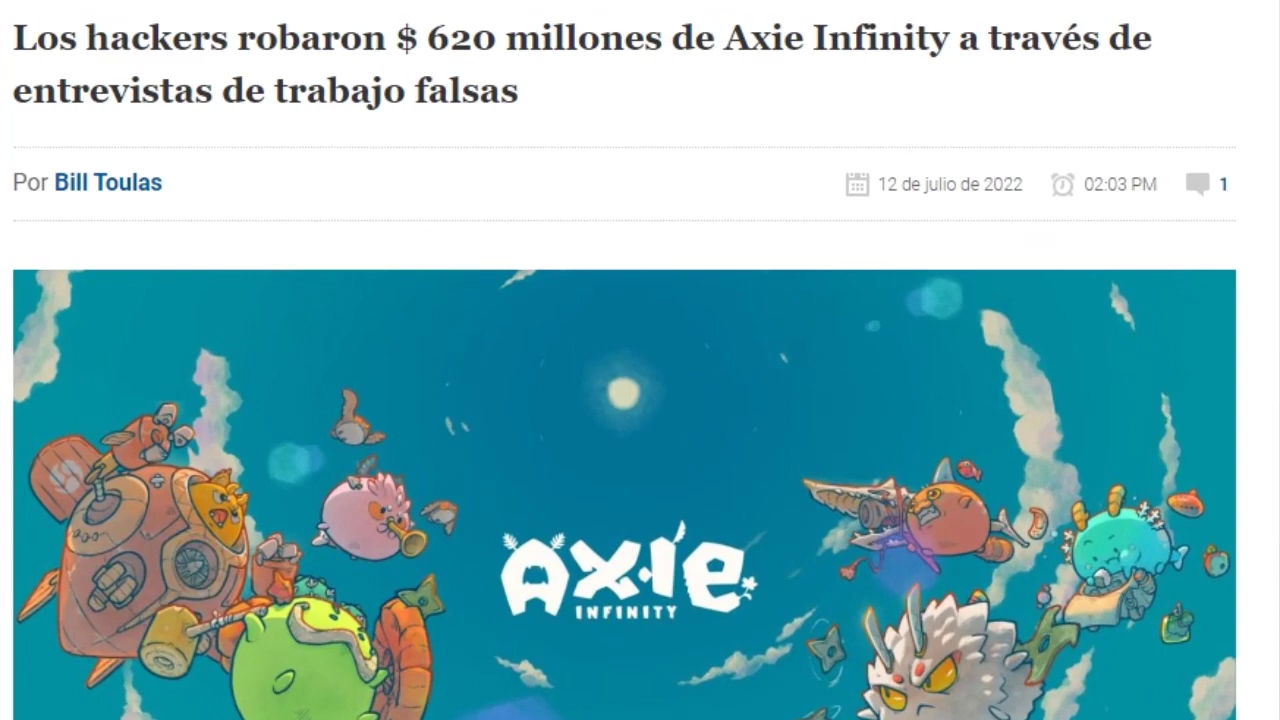 Los hackers robaron $ 620 millones de Axie Infinity a través de
entrevistas de trabajo falsas
Por Bill Toulas
12 de julio de 2022 02:03 PM 1
AXIE
INFINITY